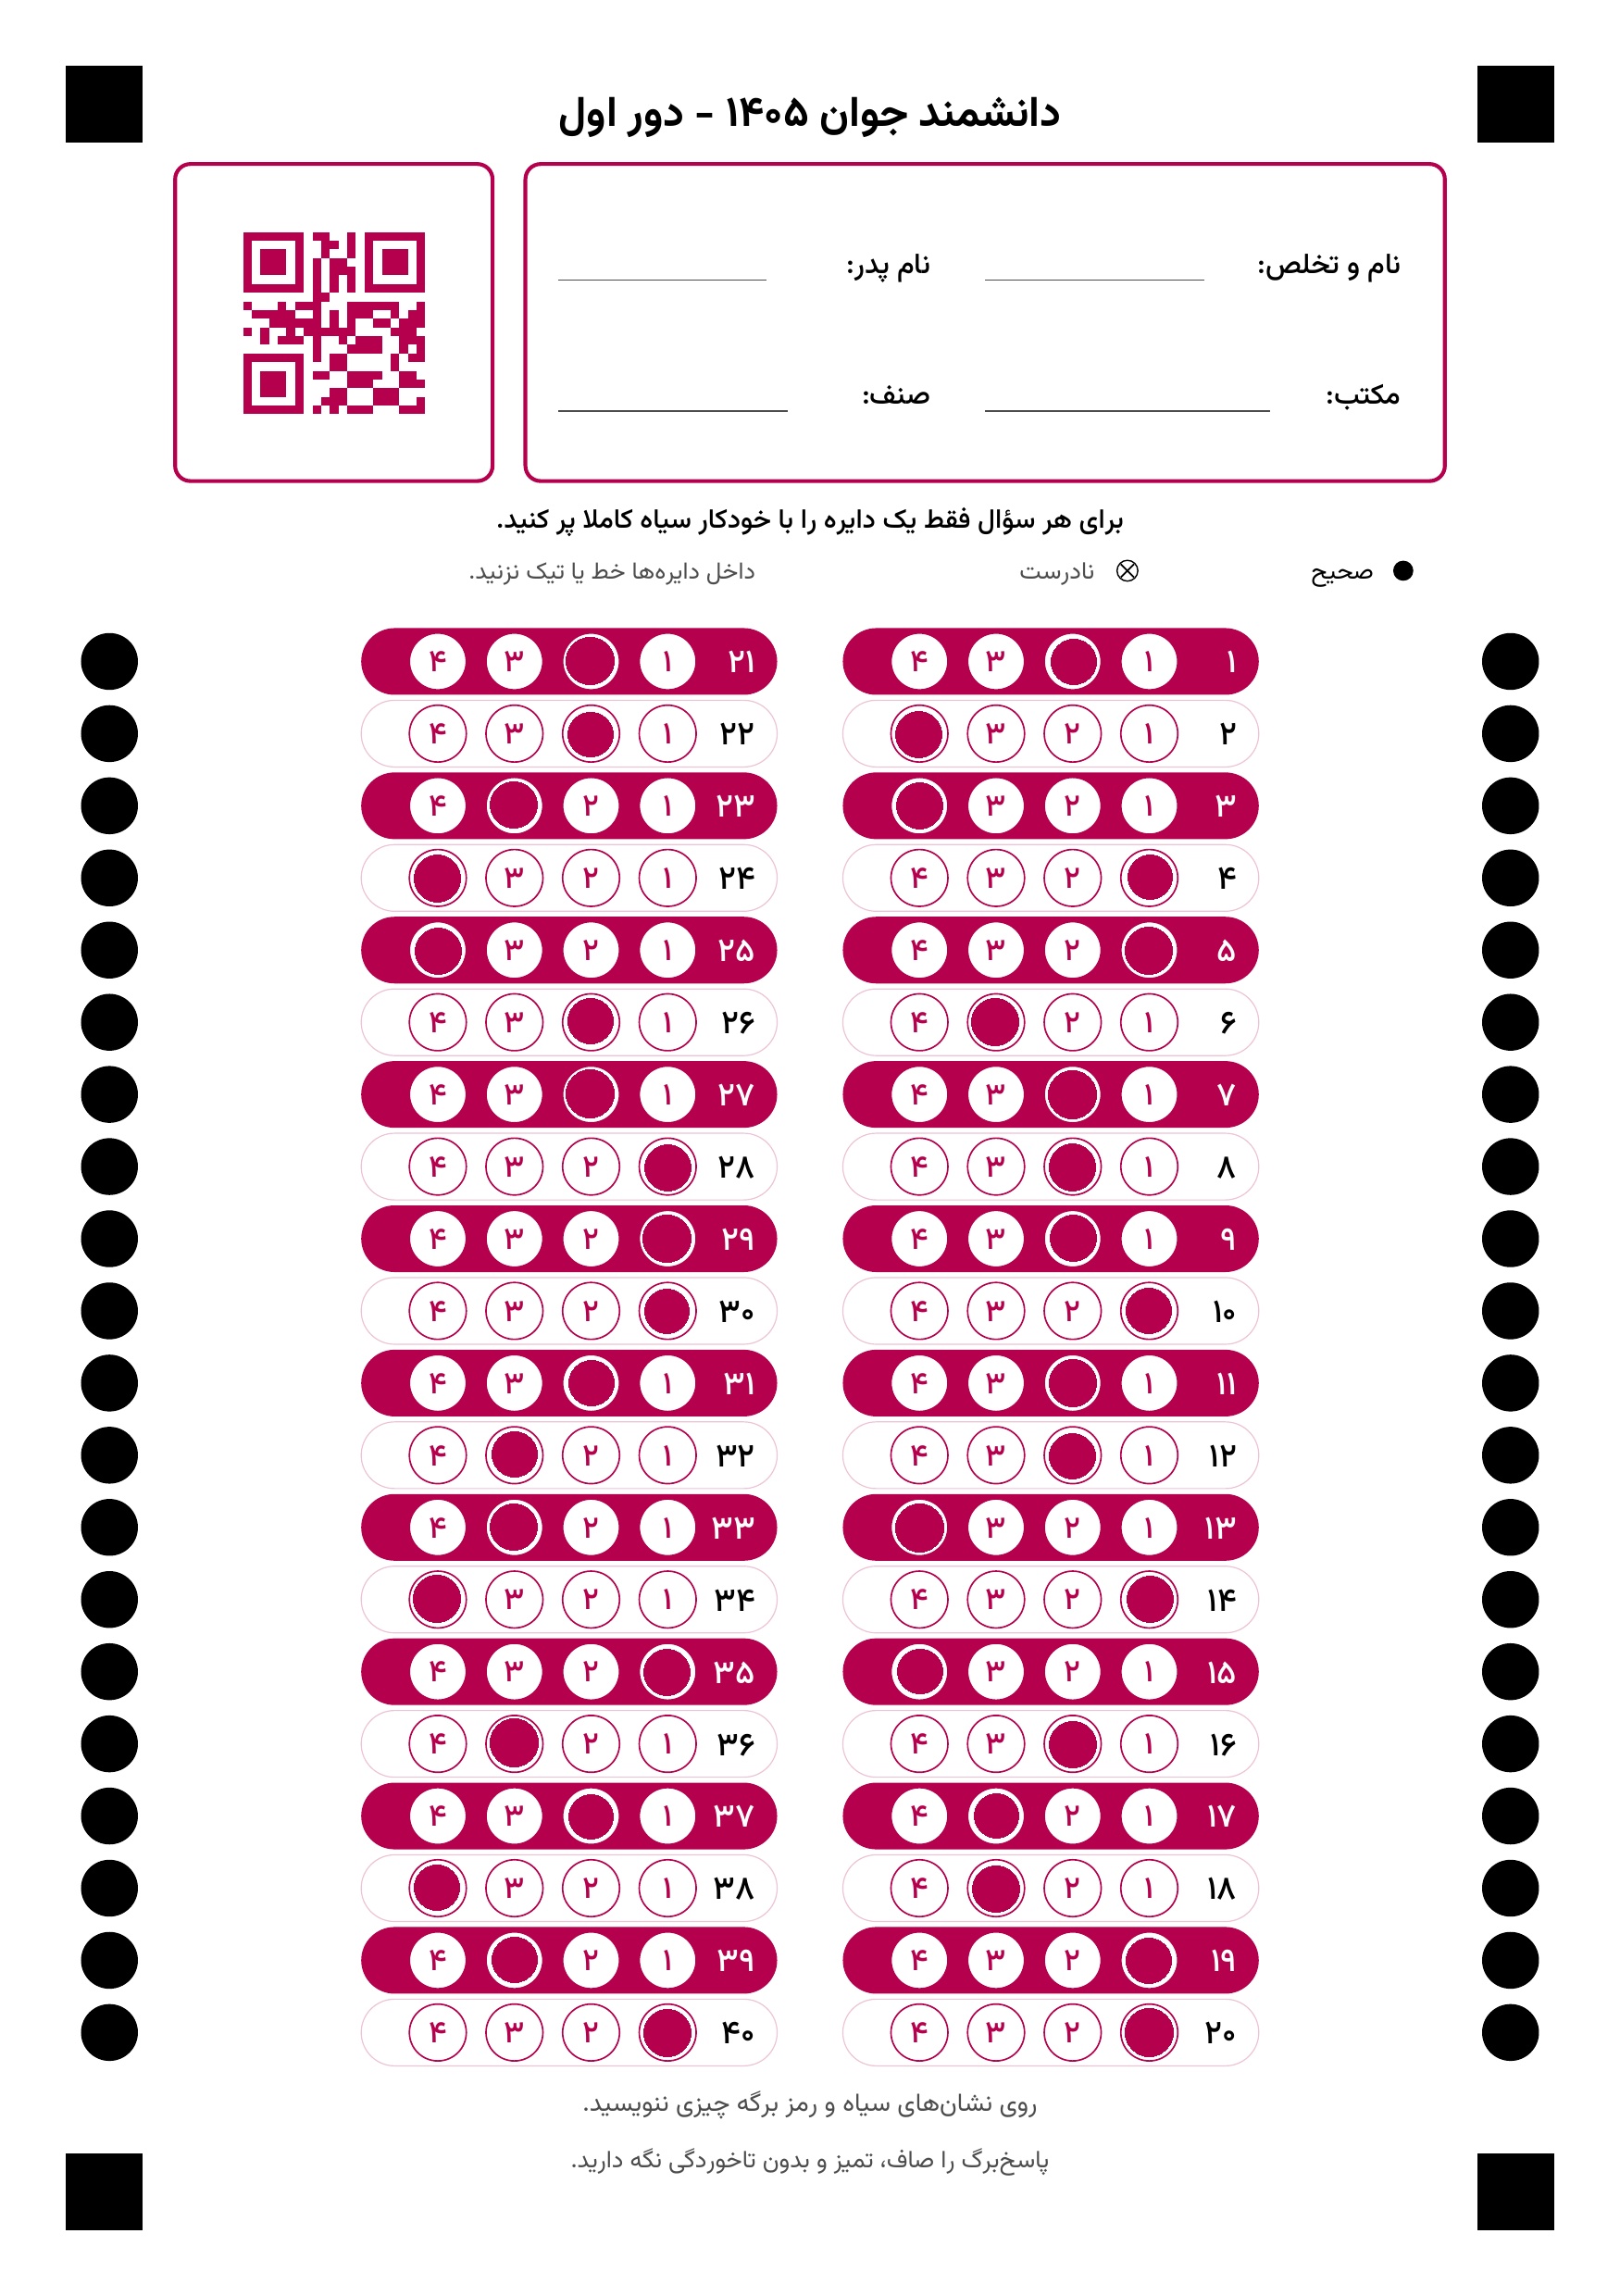 دانشمند جوان ۱۴۰۵ - دور اول
نام و تخلص: نام پدر:
مکتب: صنف:
برای هر سؤال فقط یک دایره را با خودکار سیاه کاملا پر کنید.
صحیح نادرست داخل دایره‌ها خط یا تیک نزنید.
۱ ۱ ۳ ۴ ۲۱ ۱ ۳ ۴
۲ ۱ ۲ ۳ ۲۲ ۱ ۳ ۴
۳ ۱ ۲ ۳ ۲۳ ۱ ۲ ۴
۴ ۲ ۳ ۴ ۲۴ ۱ ۲ ۳
۵ ۲ ۳ ۴ ۲۵ ۱ ۲ ۳
۶ ۱ ۲ ۴ ۲۶ ۱ ۳ ۴
۷ ۱ ۳ ۴ ۲۷ ۱ ۳ ۴
۸ ۱ ۳ ۴ ۲۸ ۲ ۳ ۴
۹ ۱ ۳ ۴ ۲۹ ۲ ۳ ۴
۱۰ ۲ ۳ ۴ ۳۰ ۲ ۳ ۴
۱۱ ۱ ۳ ۴ ۳۱ ۱ ۳ ۴
۱۲ ۱ ۳ ۴ ۳۲ ۱ ۲ ۴
۱۳ ۱ ۲ ۳ ۳۳ ۱ ۲ ۴
۱۴ ۲ ۳ ۴ ۳۴ ۱ ۲ ۳
۱۵ ۱ ۲ ۳ ۳۵ ۲ ۳ ۴
۱۶ ۱ ۳ ۴ ۳۶ ۱ ۲ ۴
۱۷ ۱ ۲ ۴ ۳۷ ۱ ۳ ۴
۱۸ ۱ ۲ ۴ ۳۸ ۱ ۲ ۳
۱۹ ۲ ۳ ۴ ۳۹ ۱ ۲ ۴
۲۰ ۲ ۳ ۴ ۴۰ ۲ ۳ ۴
روی نشان‌های سیاه و رمز برگه چیزی ننویسید.
پاسخ‌برگ را صاف، تمیز و بدون تاخوردگی نگه دارید.